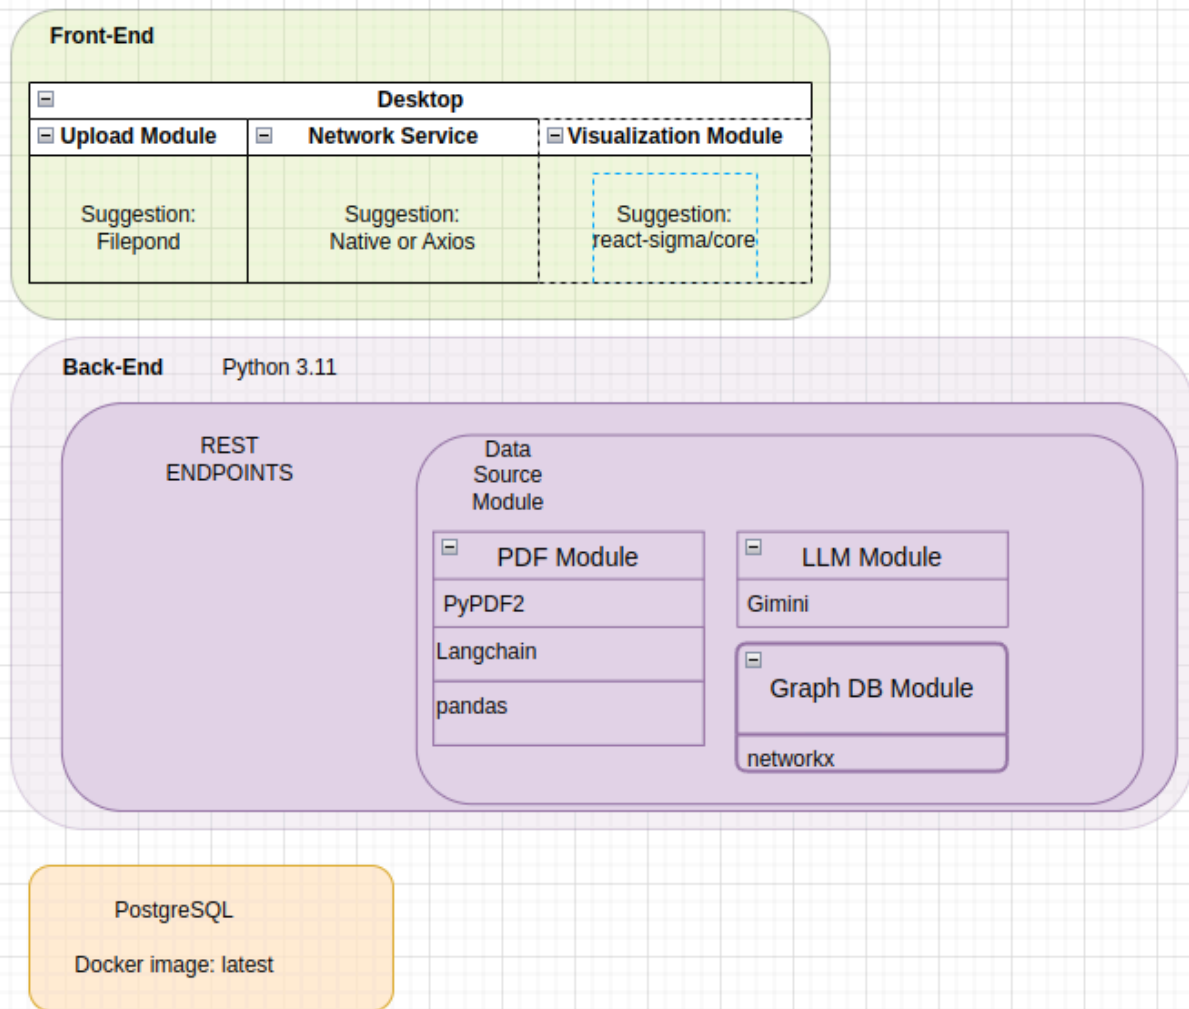 Front-End
Desktop
Upload Module
Network Service
Visualization Module
Suggestion:
Filepond
Suggestion:
Native or Axios
Suggestion:
react-sigma/core
Back-End
Python 3.11
REST
ENDPOINTS
Data
Source
Module
PDF Module
PyPDF2
Langchain
pandas
LLM Module
Gimini
Graph DB Module
networkx
PostgreSQL
Docker image: latest